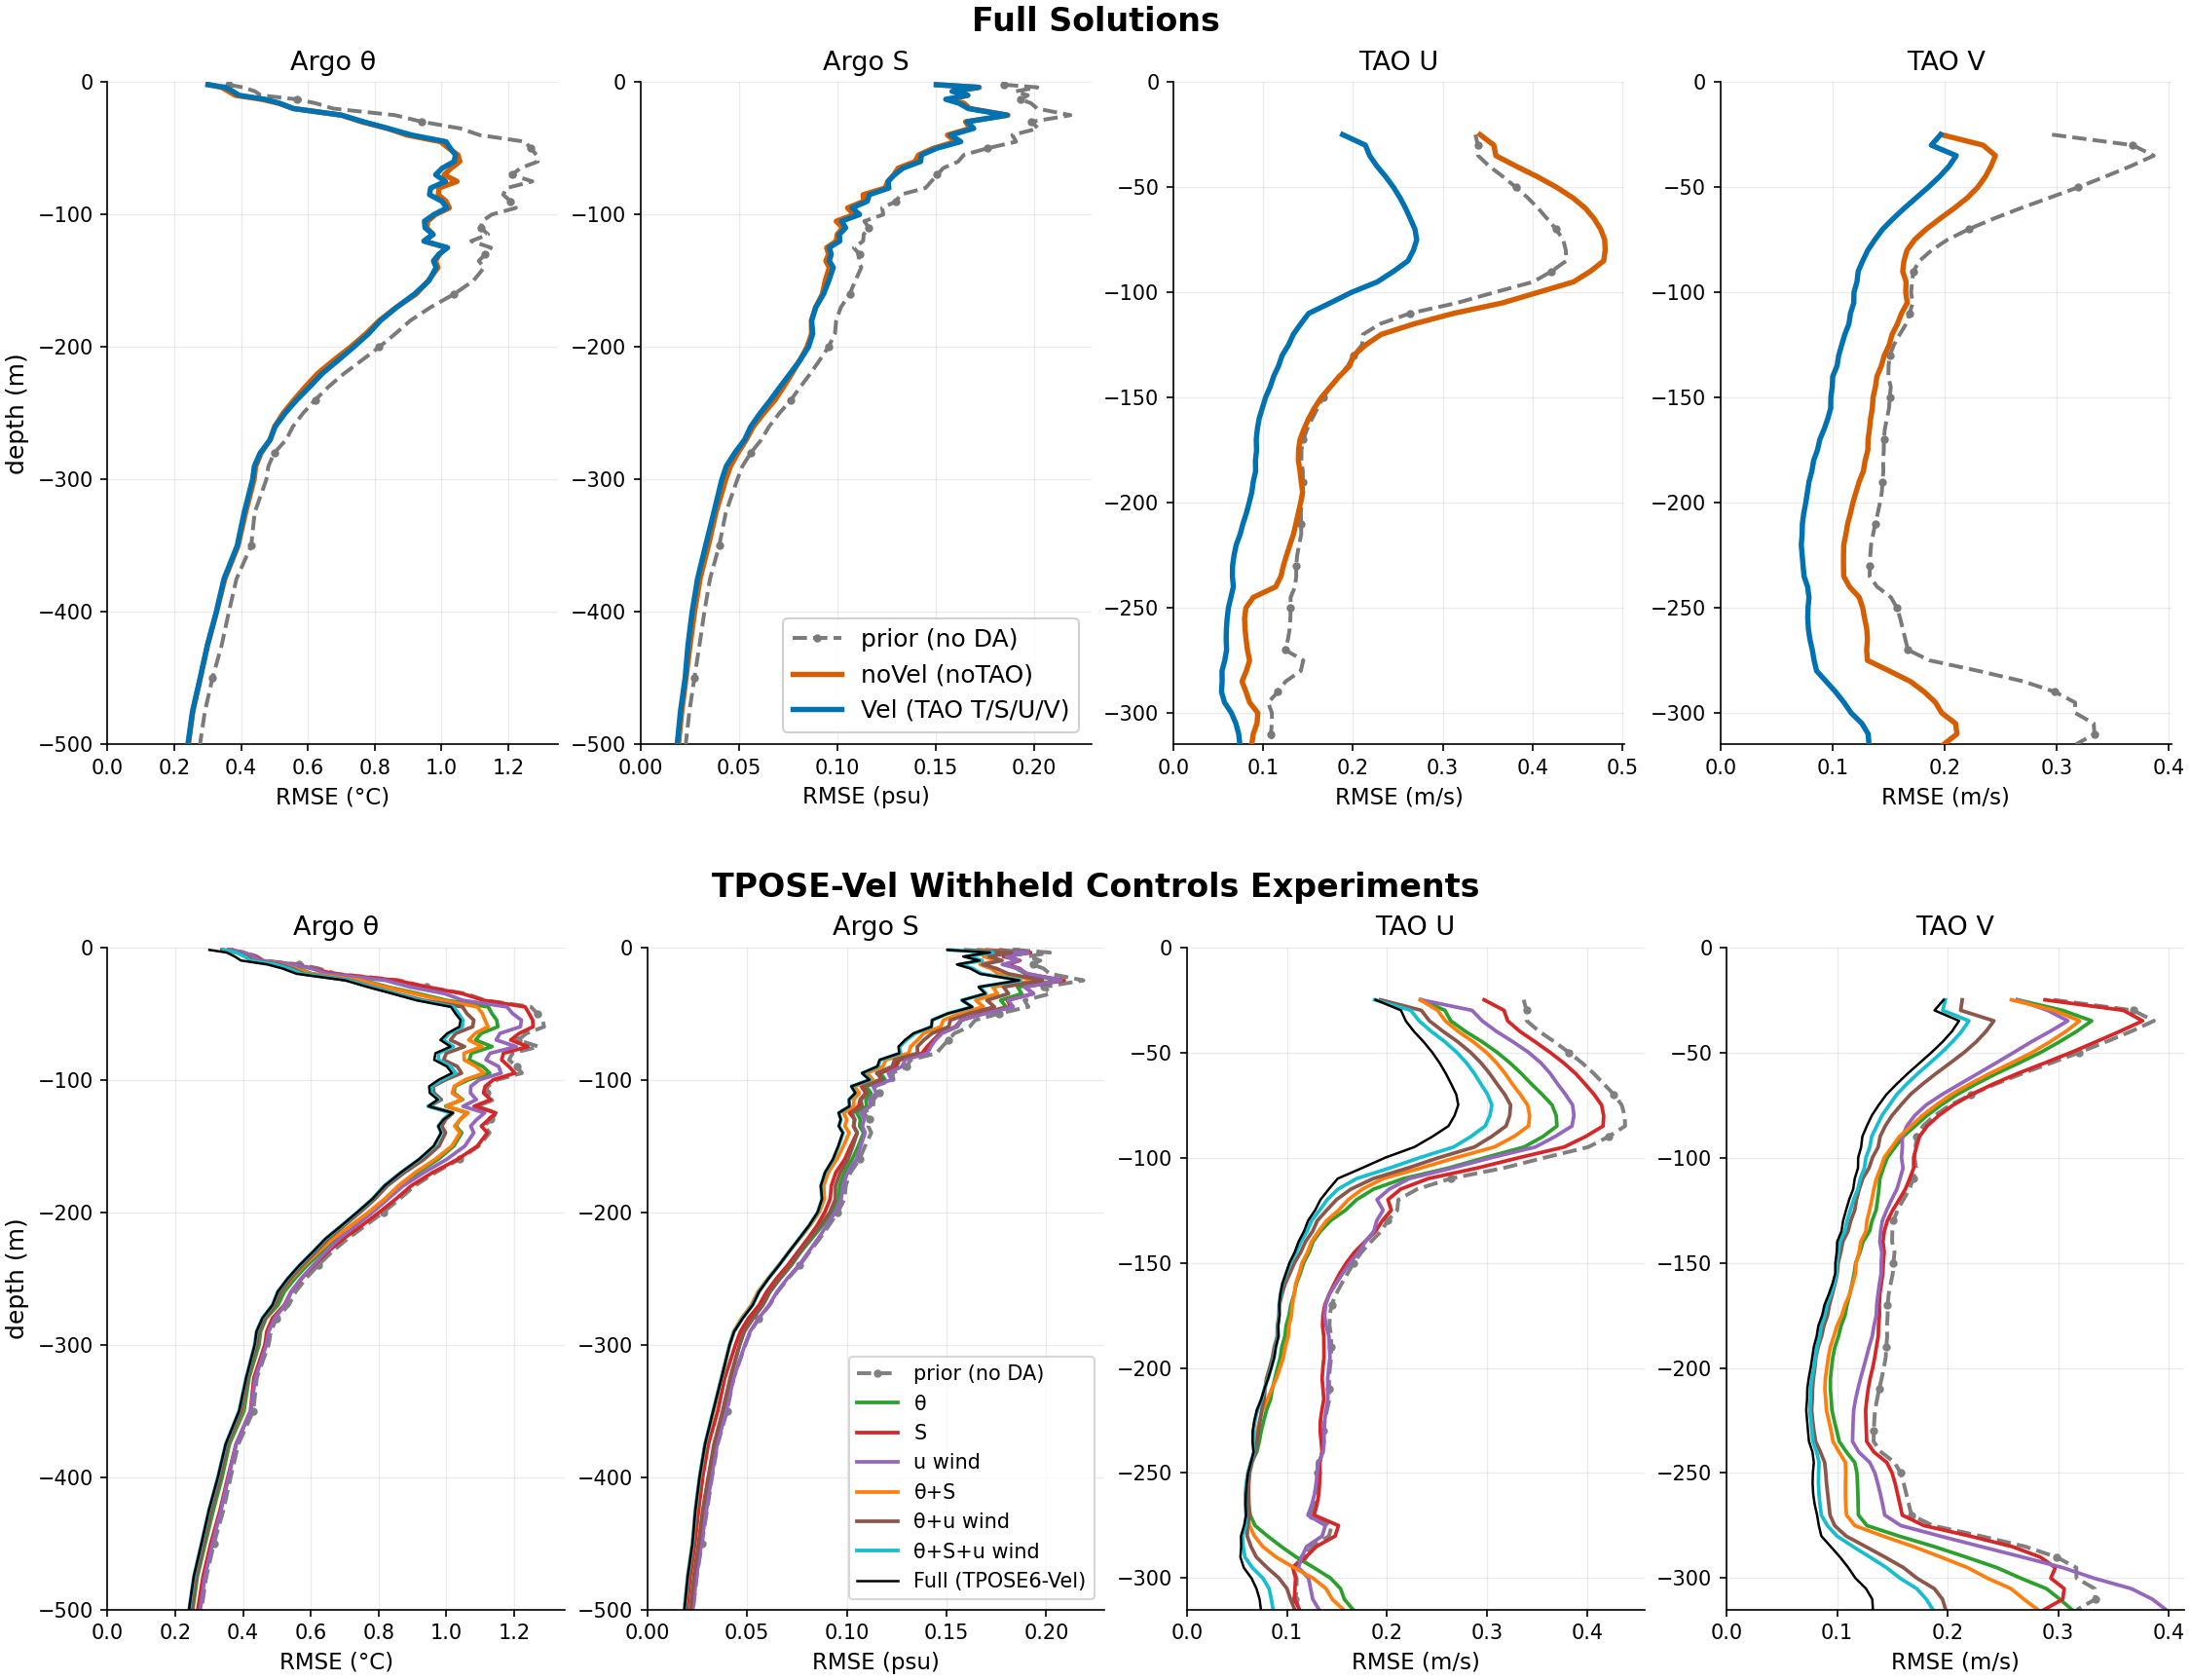 Full Solutions
Argo θ
Argo S
TAO U
TAO V
0
−100
−200
−300
−400
−500
depth (m)
0.0 0.2 0.4 0.6 0.8 1.0 1.2
RMSE (°C)
0
−100
−200
−300
−400
−500
0.00 0.05 0.10 0.15 0.20
RMSE (psu)
prior (no DA)
noVel (noTAO)
Vel (TAO T/S/U/V)
0
−50
−100
−150
−200
−250
−300
0.0 0.1 0.2 0.3 0.4 0.5
RMSE (m/s)
0
−50
−100
−150
−200
−250
−300
0.0 0.1 0.2 0.3 0.4
RMSE (m/s)
TPOSE-Vel Withheld Controls Experiments
Argo θ
Argo S
TAO U
TAO V
0
−100
−200
−300
−400
−500
depth (m)
0.0 0.2 0.4 0.6 0.8 1.0 1.2
RMSE (°C)
0
−100
−200
−300
−400
−500
0.00 0.05 0.10 0.15 0.20
RMSE (psu)
prior (no DA)
θ
S
u wind
θ+S
θ+u wind
θ+S+u wind
Full (TPOSE6-Vel)
0
−50
−100
−150
−200
−250
−300
0.0 0.1 0.2 0.3 0.4
RMSE (m/s)
0
−50
−100
−150
−200
−250
−300
0.0 0.1 0.2 0.3 0.4
RMSE (m/s)